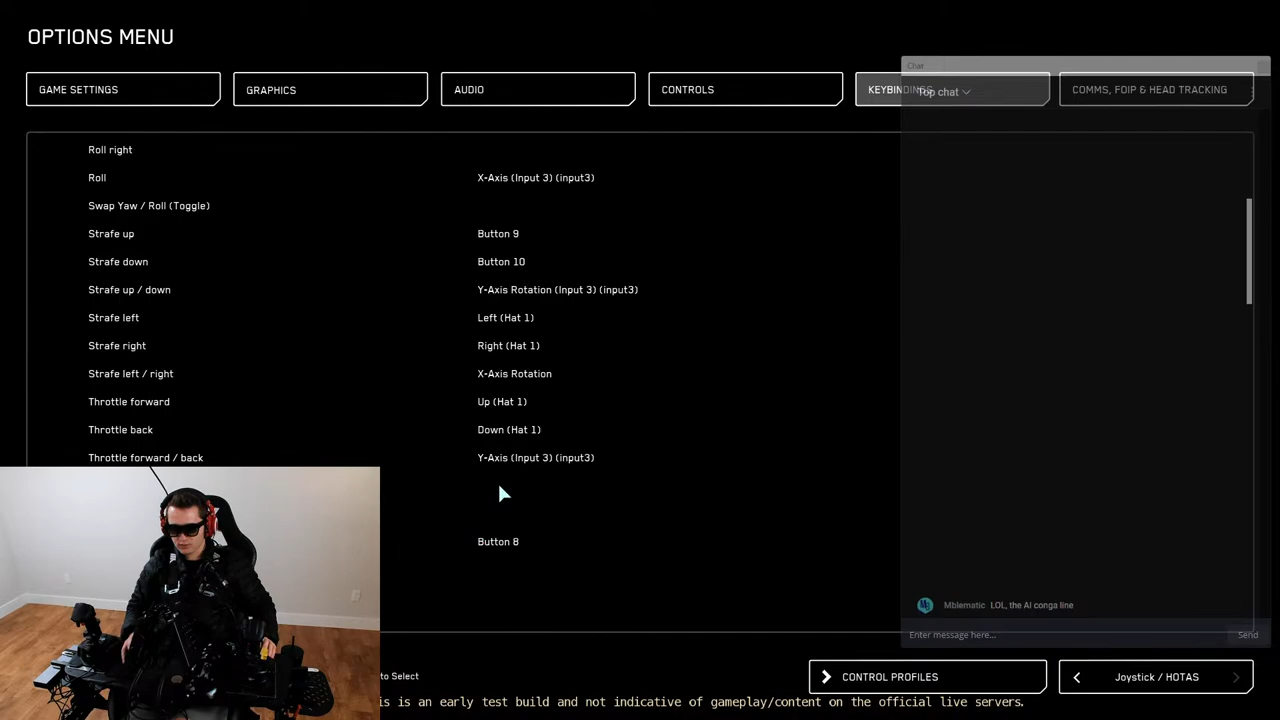 OPTIONS MENU
GAME SETTINGS
GRAPHICS
AUDIO
CONTROLS
KEYBINDINGS
COMMS, FOIP & HEAD TRACKING
Chat
Top chat
Roll right
Roll X-Axis (Input 3) (input3)
Swap Yaw / Roll (Toggle)
Strafe up Button 9
Strafe down Button 10
Strafe up / down Y-Axis Rotation (Input 3) (input3)
Strafe left Left (Hat 1)
Strafe right Right (Hat 1)
Strafe left / right X-Axis Rotation
Throttle forward Up (Hat 1)
Throttle back Down (Hat 1)
Throttle forward / back Y-Axis (Input 3) (input3)
Button 8
Mblematic LOL, the AI conga line
Enter message here... Send
to Select
CONTROL PROFILES
Joystick / HOTAS
is is an early test build and not indicative of gameplay/content on the official live servers.